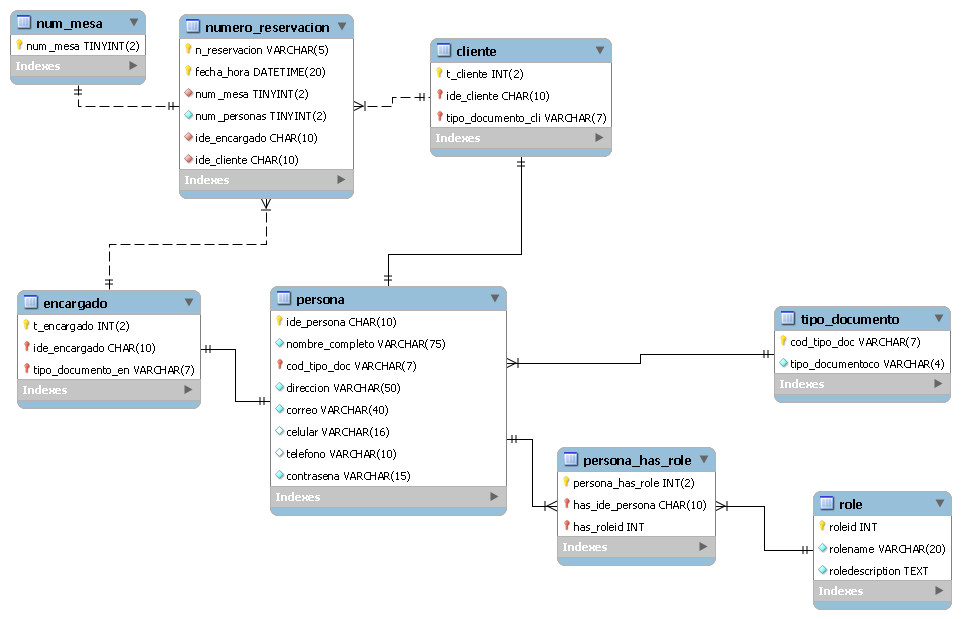 num_mesa
num_mesa TINYINT(2)
Indexes
numero_reservacion
n_reservacion VARCHAR(5)
fecha_hora DATETIME(20)
num_mesa TINYINT(2)
num_personas TINYINT(2)
ide_encargado CHAR(10)
ide_cliente CHAR(10)
Indexes
cliente
t_cliente INT(2)
ide_cliente CHAR(10)
tipo_documento_cli VARCHAR(7)
Indexes
encargado
t_encargado INT(2)
ide_encargado CHAR(10)
tipo_documento_en VARCHAR(7)
Indexes
persona
ide_persona CHAR(10)
nombre_completo VARCHAR(75)
cod_tipo_doc VARCHAR(7)
direccion VARCHAR(50)
correo VARCHAR(40)
celular VARCHAR(16)
telefono VARCHAR(10)
contrasena VARCHAR(15)
Indexes
tipo_documento
cod_tipo_doc VARCHAR(7)
tipo_documentoco VARCHAR(4)
Indexes
persona_has_role
persona_has_role INT(2)
has_ide_persona CHAR(10)
has_roleid INT
Indexes
role
roleid INT
rolename VARCHAR(20)
roledescription TEXT
Indexes